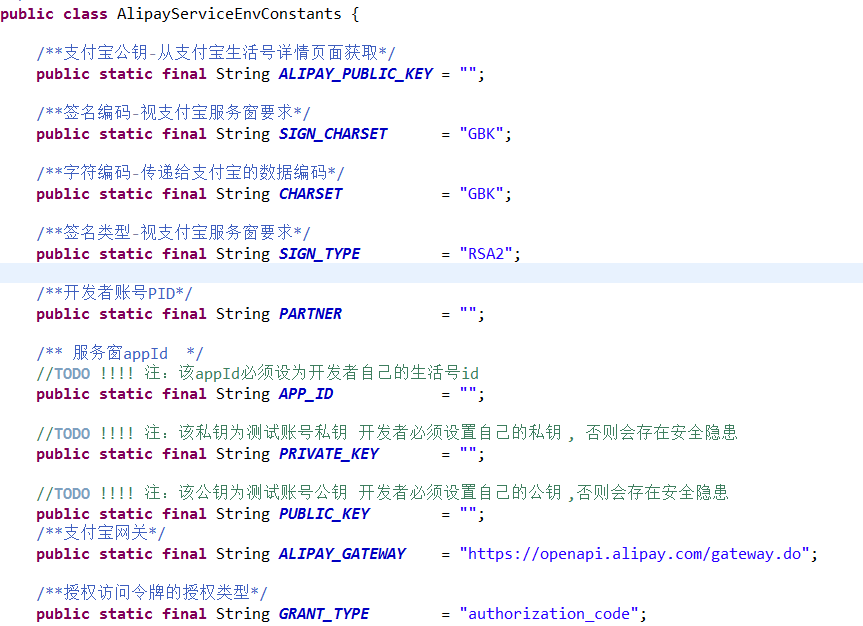 public class AlipayServiceEnvConstants {
/**支付宝公钥-从支付宝生活号详情页面获取*/
public static final String ALIPAY_PUBLIC_KEY = "";
/**签名编码-视支付宝服务窗要求*/
public static final String SIGN_CHARSET = "GBK";
/**字符编码-传递给支付宝的数据编码*/
public static final String CHARSET = "GBK";
/**签名类型-视支付宝服务窗要求*/
public static final String SIGN_TYPE = "RSA2";
/**开发者账号PID*/
public static final String PARTNER = "";
/** 服务窗appId  */
//TODO !!!! 注：该appId必须设为开发者自己的生活号id
public static final String APP_ID = "";
//TODO !!!! 注：该私钥为测试账号私钥 开发者必须设置自己的私钥 , 否则会存在安全隐患
public static final String PRIVATE_KEY = "";
//TODO !!!! 注：该公钥为测试账号公钥 开发者必须设置自己的公钥 ,否则会存在安全隐患
public static final String PUBLIC_KEY = "";
/**支付宝网关*/
public static final String ALIPAY_GATEWAY = "https://openapi.alipay.com/gateway.do";
/**授权访问令牌的授权类型*/
public static final String GRANT_TYPE = "authorization_code";